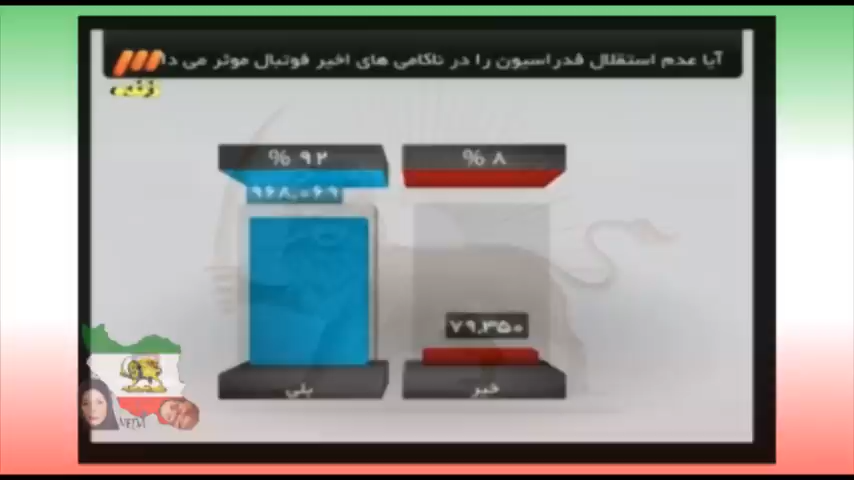 آیا عدم استقلال فدراسیون را در ناکامی های اخیر فوتبال موثر می دا
زنده
% ۹۲
% ۸
۹۶۸,۰۶۹
۷۹,۳۵۰
بلی
خیر